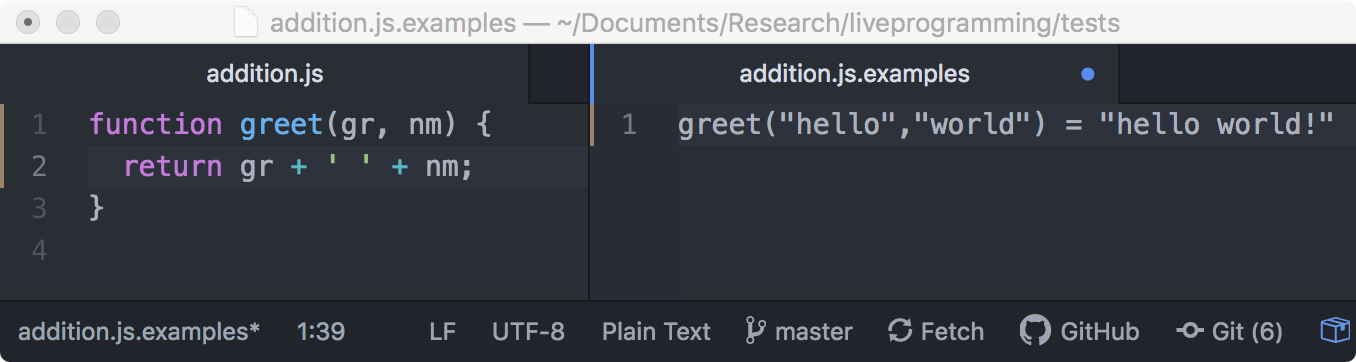 addition.js.examples — ~/Documents/Research/liveprogramming/tests
addition.js
addition.js.examples
1 function greet(gr, nm) {
2 return gr + ' ' + nm;
3 }
4
1 greet("hello","world") = "hello world!"
addition.js.examples* 1:39 LF UTF-8 Plain Text master Fetch GitHub Git (6)